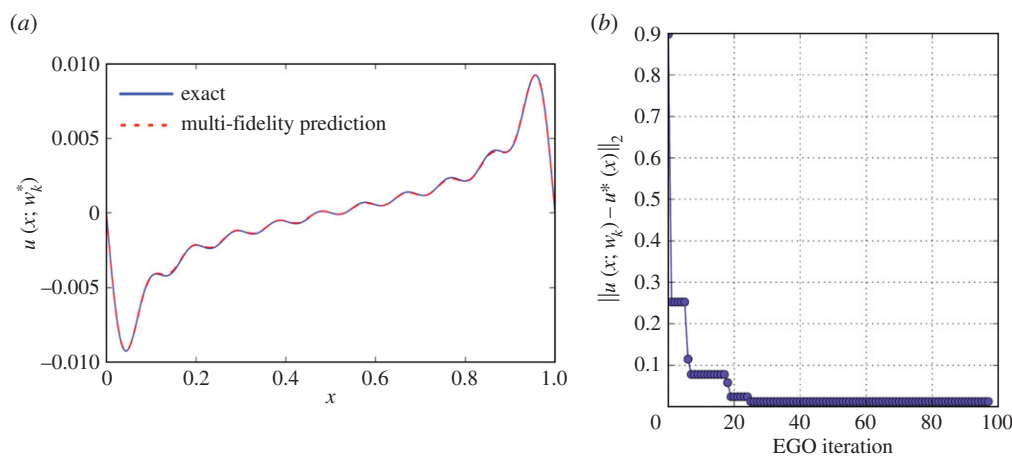 (a)
0.010
0.005
0
−0.005
−0.010
u (x; w*k)
exact
multi-fidelity prediction
0 0.2 0.4 0.6 0.8 1.0
x
(b)
0.9
0.8
0.7
0.6
0.5
0.4
0.3
0.2
0.1
||u (x; wk) − u* (x)||2
0 20 40 60 80 100
EGO iteration